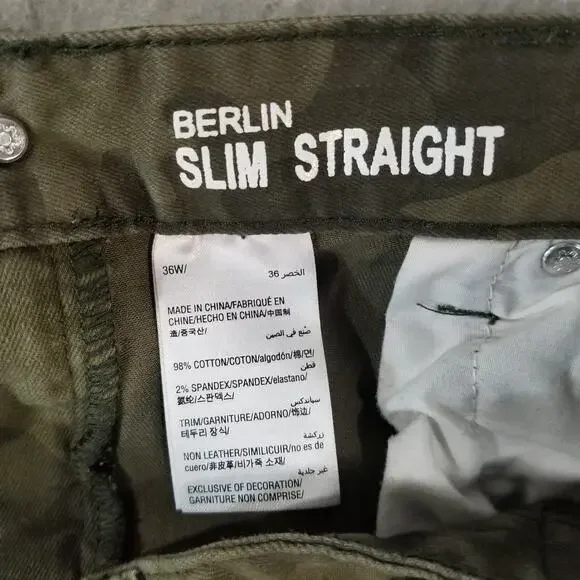 BERLIN
SLIM STRAIGHT
36W/ الخصر 36
MADE IN CHINA/FABRIQUÉ EN
CHINE/HECHO EN CHINA/中国制
造/중국산/ صنع في الصين
98% COTTON/COTON/algodón/棉/면/
قطن
2% SPANDEX/SPANDEX/elastano/
氨纶/스판덱스/ سباندكس
TRIM/GARNITURE/ADORNO/饰边/
테두리 장식/ زركشة
NON LEATHER/SIMILICUIR/no es de
cuero/非皮革/비가죽 소재/
غير جلدية
EXCLUSIVE OF DECORATION/
GARNITURE NON COMPRISE/